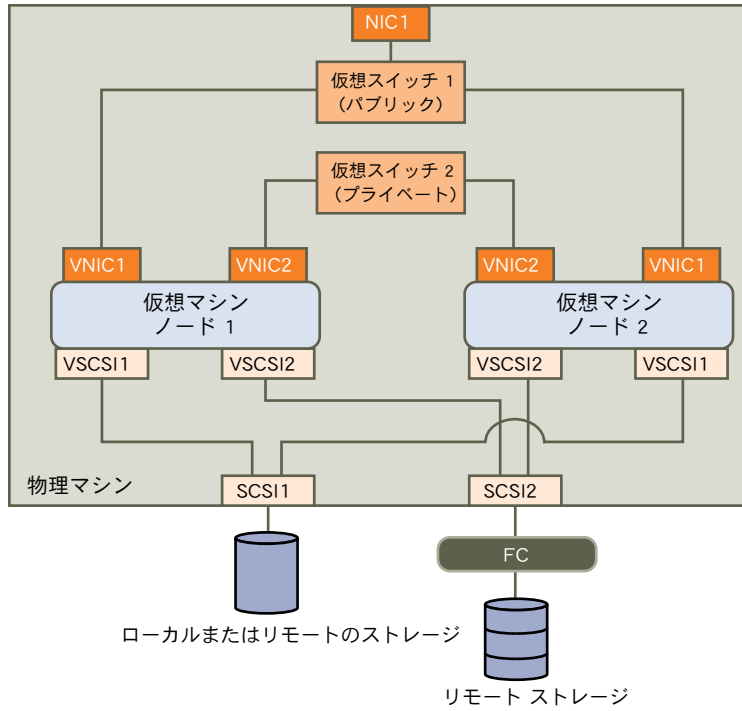 NIC1
仮想スイッチ 1
（パブリック）
仮想スイッチ 2
（プライベート）
VNIC1
VNIC2
VNIC2
VNIC1
仮想マシン
ノード 1
仮想マシン
ノード 2
VSCSI1
VSCSI2
VSCSI2
VSCSI1
物理マシン
SCSI1
SCSI2
FC
ローカルまたはリモートのストレージ
リモート ストレージ